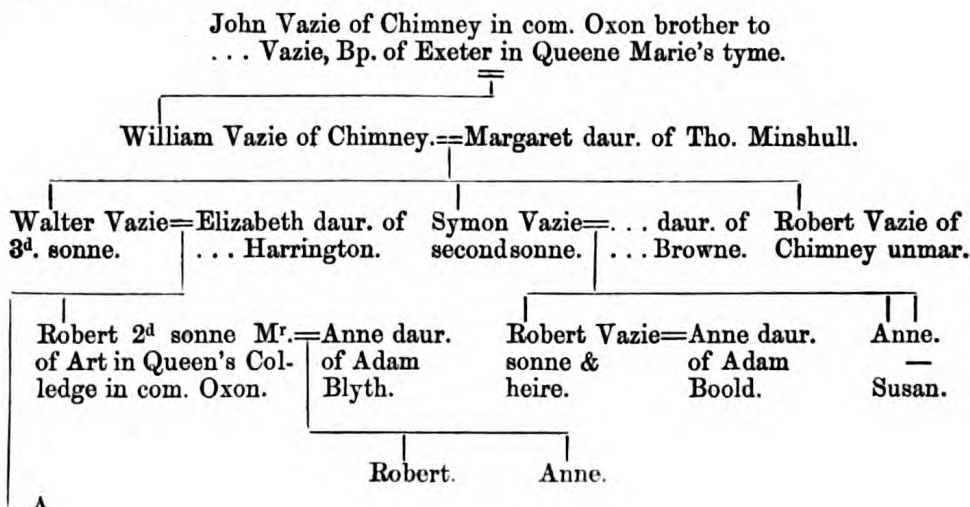 John Vazie of Chimney in com. Oxon brother to
... Vazie, Bp. of Exeter in Queene Marie's tyme.
William Vazie of Chimney.==Margaret daur. of Tho. Minshull.
Walter Vazie=Elizabeth daur. of
3d. sonne. ... Harrington.
Symon Vazie=... daur. of
second sonne. ... Browne.
Robert Vazie of
Chimney unmar.
Robert 2d sonne Mr.=Anne daur.
of Art in Queen's Col- of Adam
ledge in com. Oxon. Blyth.
Robert Vazie=Anne daur.
sonne & of Adam
heire. Boold.
Anne.
—
Susan.
Robert. Anne.
A